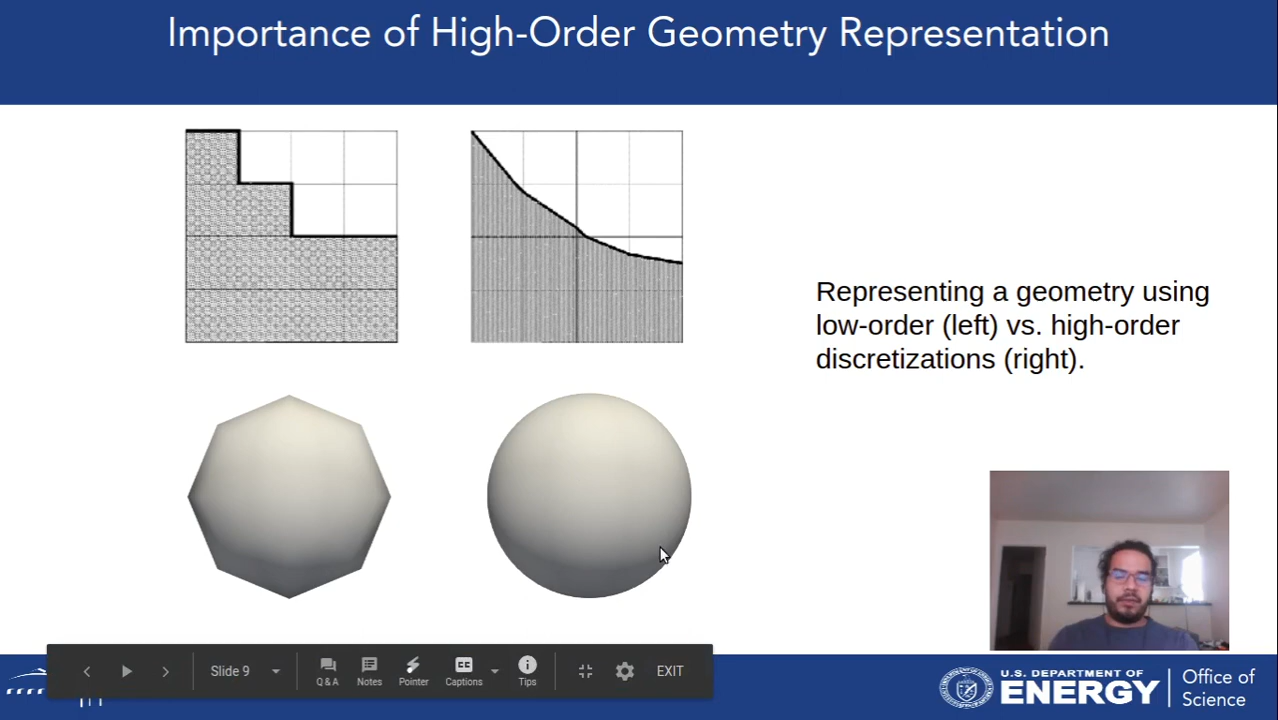 Importance of High-Order Geometry Representation
Representing a geometry using
low-order (left) vs. high-order
discretizations (right).
Slide 9
Q & A
Notes
Pointer
CC
Captions
Tips
EXIT
U.S. DEPARTMENT OF
ENERGY
Office of
Science